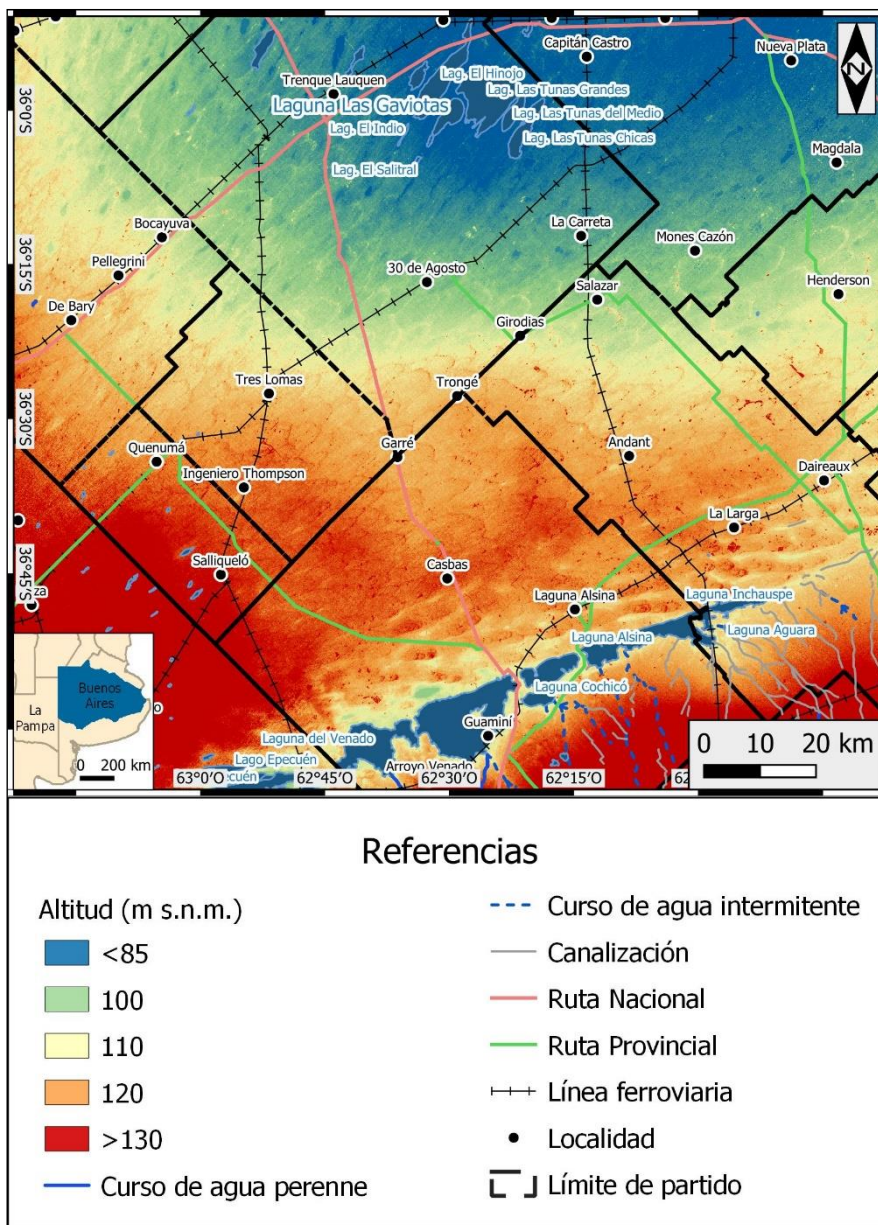 Capitán Castro
Nueva Plata
Lag. El Hinojo
Trenque Lauquen
Lag. Las Tunas Grandes
Laguna Las Gaviotas
Lag. Las Tunas del Medio
36°0'S
Lag. El Indio
Lag. Las Tunas Chicas
N
Magdala
Lag. El Salitral
Bocayuva
La Carreta
Mones Cazón
36°15'S
Pellegrini
30 de Agosto
Salazar
Henderson
De Bary
Girodias
Tres Lomas
Trongé
36°30'S
Quenumá
Garré
Andant
Ingeniero Thompson
Daireaux
La Larga
Salliqueló
Casbas
36°45'S
za
Laguna Alsina
Laguna Inchauspe
Laguna Alsina
Laguna Aguara
Buenos
Aires
La
Pampa
o
Laguna Cochicó
Guaminí
Laguna del Venado
0 10 20 km
Lago Epecuén
0 200 km
Arroyo Venado
ecuén
63°0'O
62°45'O
62°30'O
62°15'O
62
Referencias
Altitud (m s.n.m.)
<85
100
110
120
>130
Curso de agua perenne
Curso de agua intermitente
Canalización
Ruta Nacional
Ruta Provincial
Línea ferroviaria
Localidad
Límite de partido